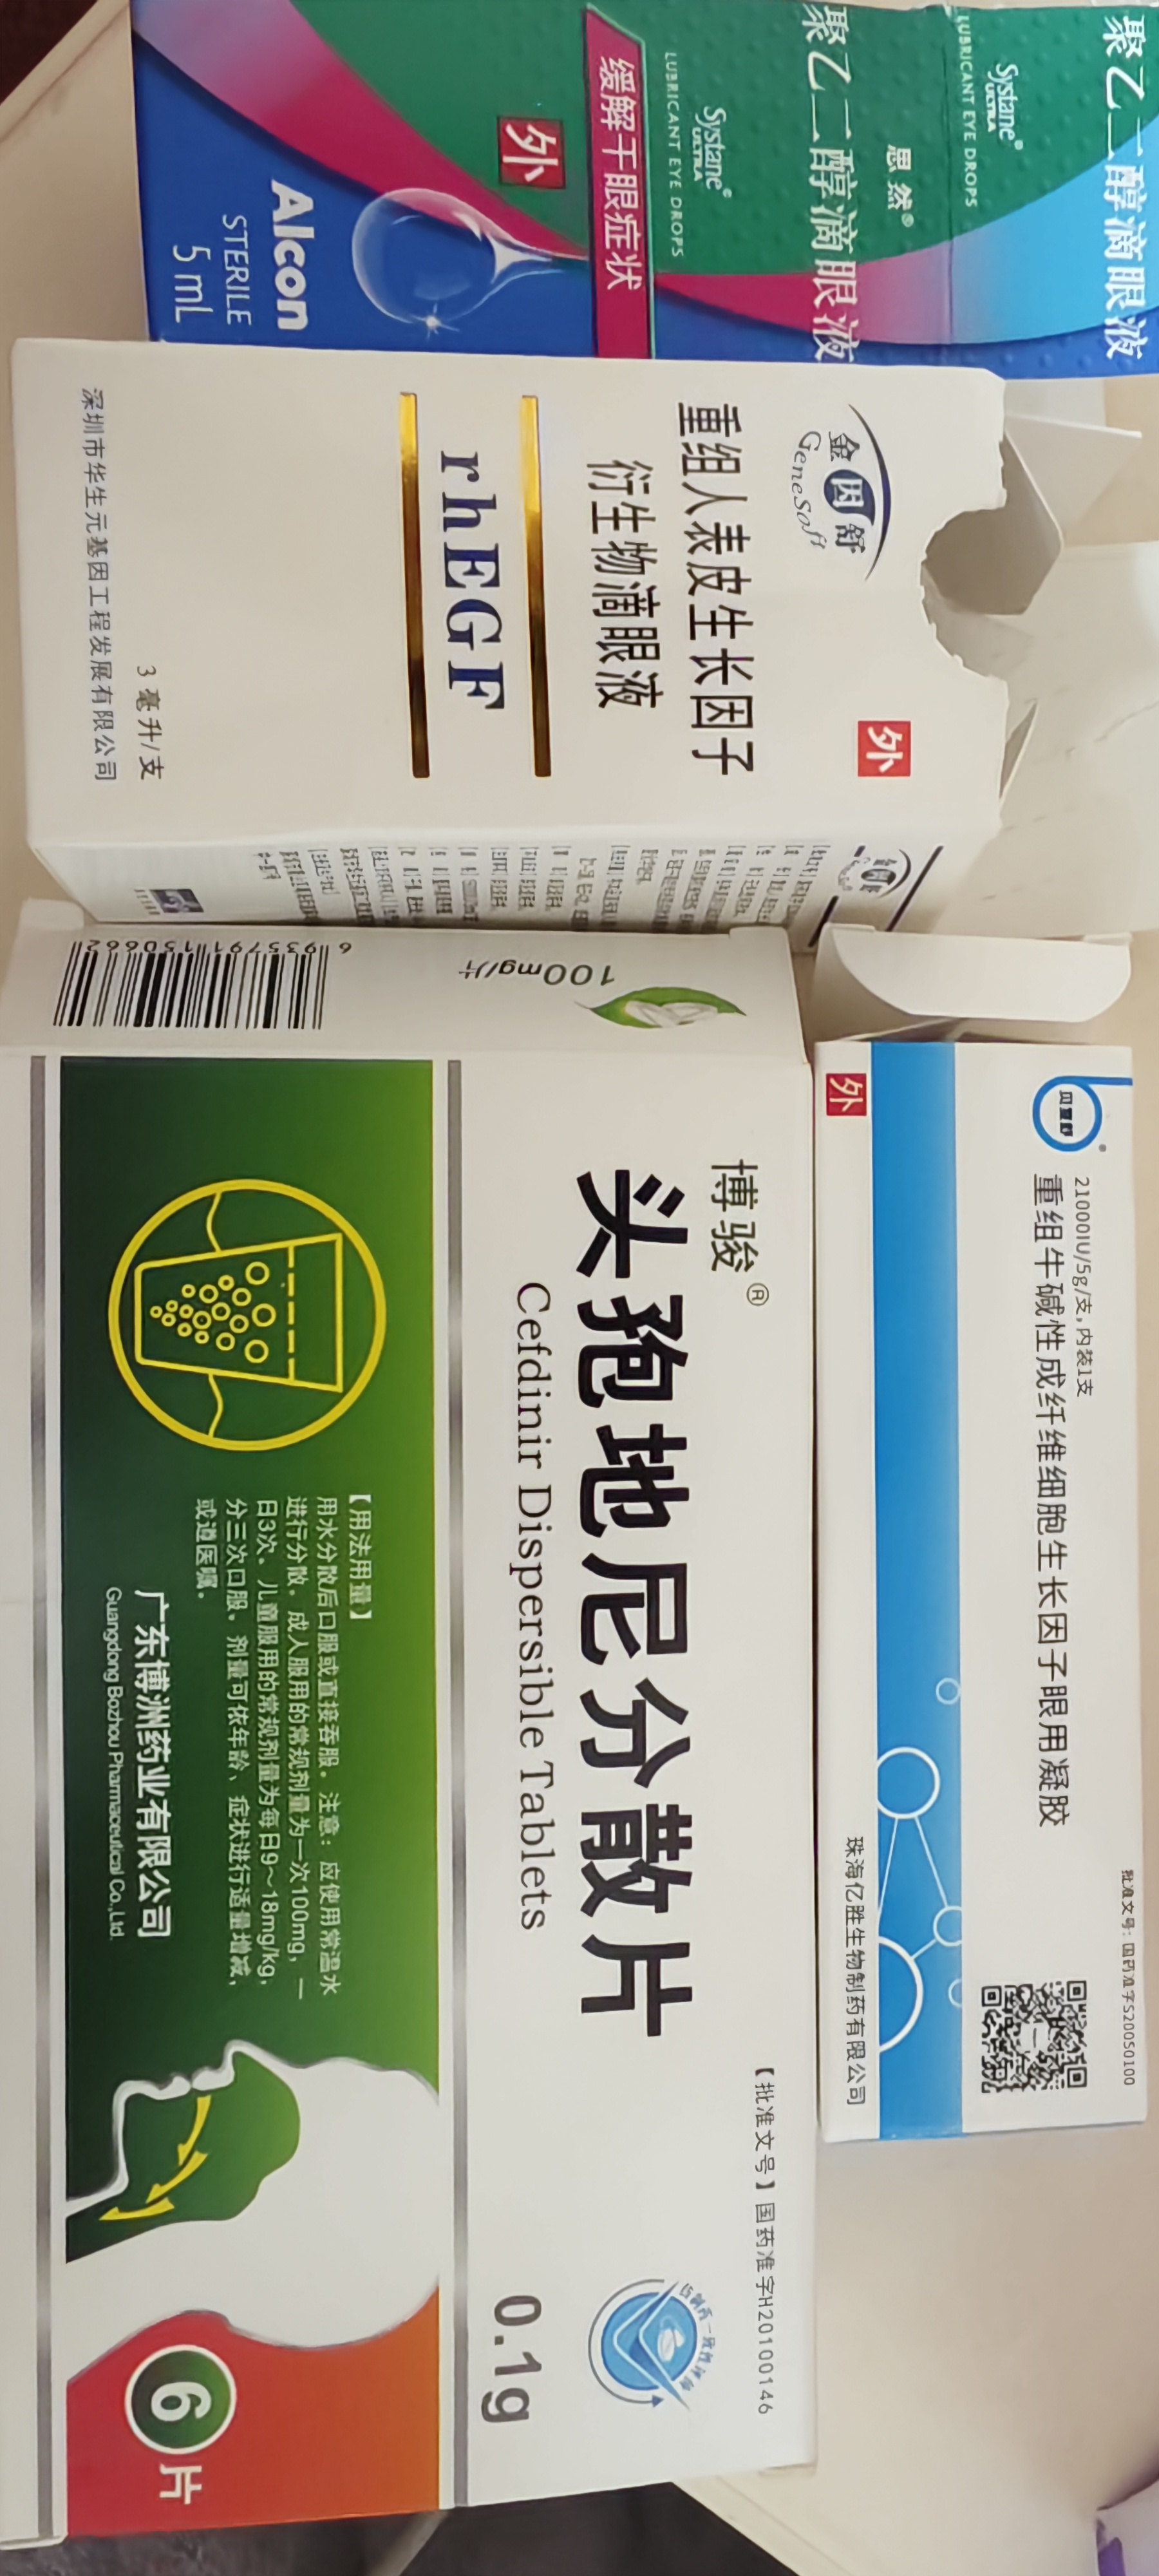 聚乙二醇滴眼液
Systane®
ULTRA
LUBRICANT EYE DROPS
思然®
聚乙二醇滴眼液
Systane®
ULTRA
LUBRICANT EYE DROPS
缓解干眼症状
外
Alcon
STERILE
5 mL
金因舒
GeneSoft
外
重组人表皮生长因子
衍生物滴眼液
rhEGF
3毫升/支
深圳市华生元基因工程发展有限公司
100mg/片
6 935791 150662
博骏®
头孢地尼分散片
Cefdinir Dispersible Tablets
【批准文号】国药准字H20100146
仿制药一致性评价
0.1g
【用法用量】
用水分散后口服或直接吞服。注意：应使用常温水
进行分散。成人服用的常规剂量为一次100mg，一
日3次。儿童服用的常规剂量为每日9～18mg/kg，
分三次口服。剂量可依年龄、症状进行适量增减，
或遵医嘱。
广东博洲药业有限公司
Guangdong Bozhou Pharmaceutical Co.,Ltd.
6片
贝复舒®
21000IU/5g/支,内装1支
重组牛碱性成纤维细胞生长因子眼用凝胶
批准文号：国药准字S20050100
外
珠海亿胜生物制药有限公司